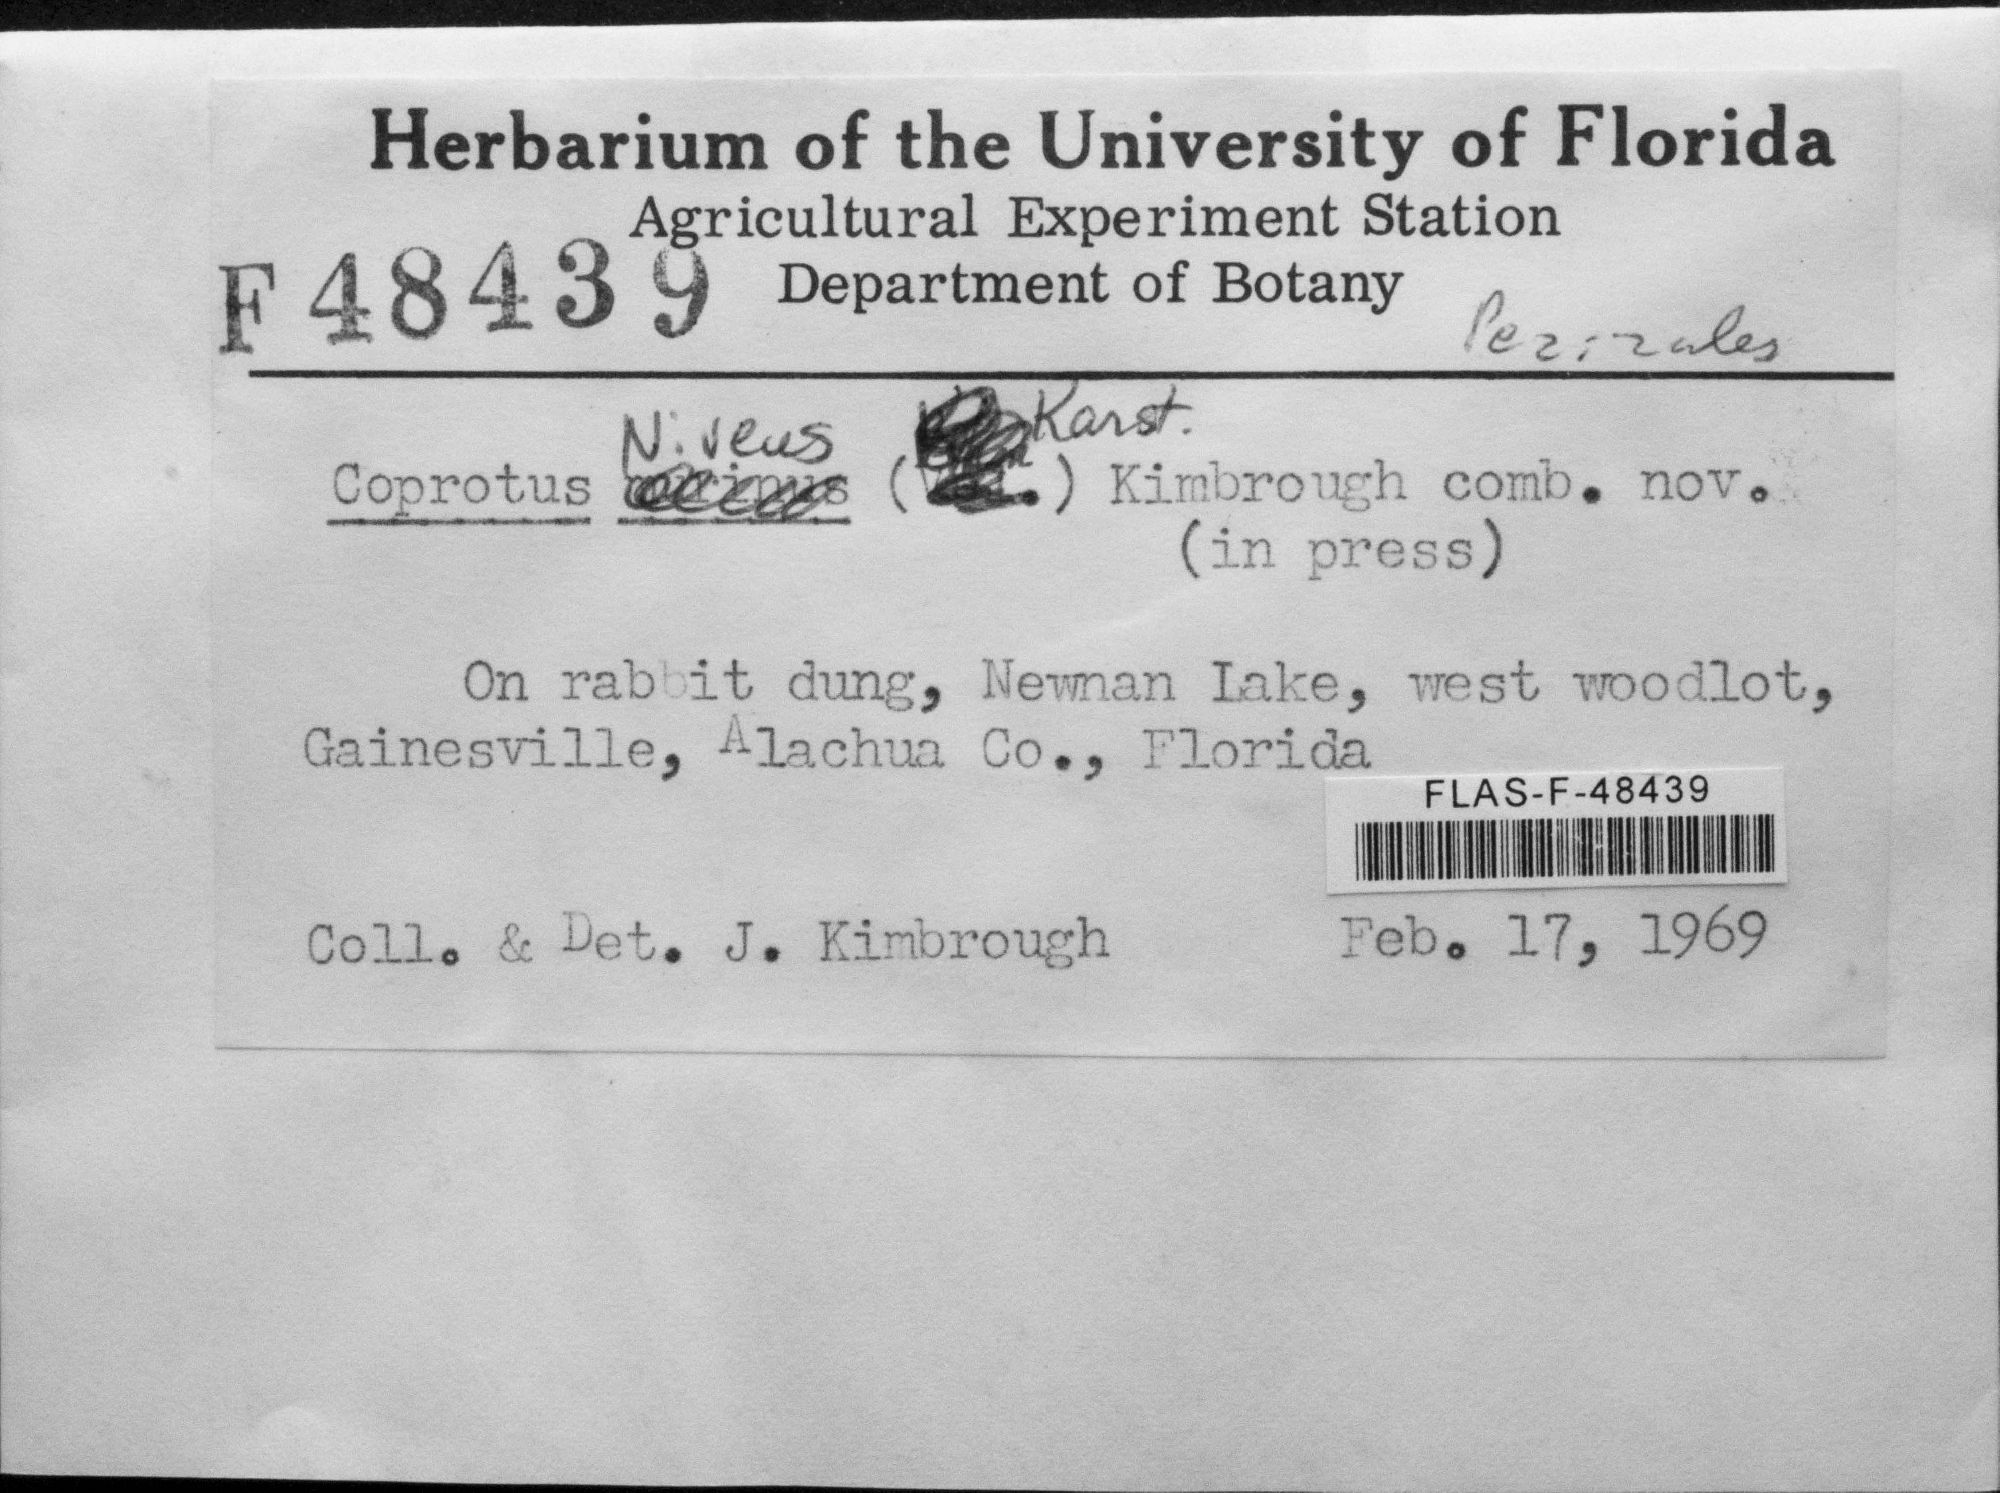 Herbarium of the University of Florida
Agricultural Experiment Station
F48439 Department of Botany
Pezizales
Niveus Karst.
Coprotus ( ) Kimbrough comb. nov.
(in press)
On rabbit dung, Newnan Lake, west woodlot,
Gainesville, Alachua Co., Florida
FLAS-F-48439
Coll. & Det. J. Kimbrough Feb. 17, 1969